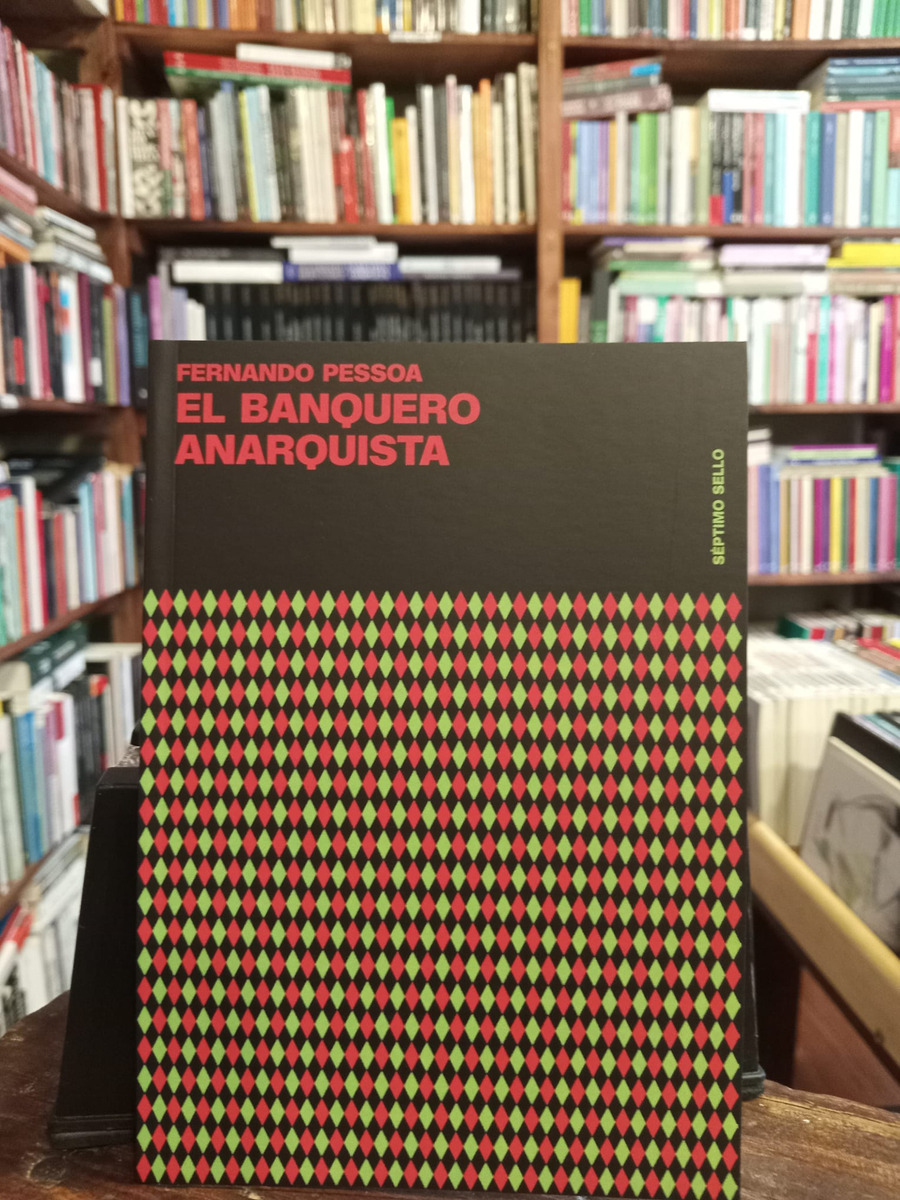 FERNANDO PESSOA
EL BANQUERO
ANARQUISTA
SÉPTIMO SELLO